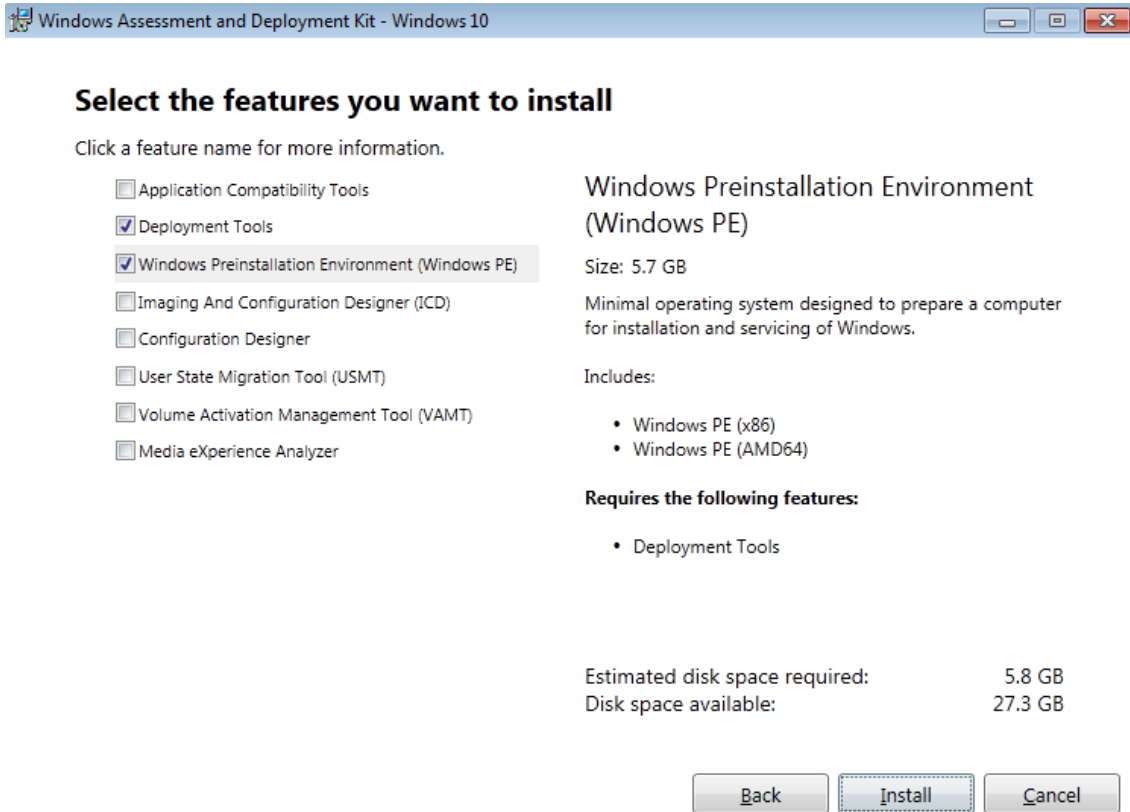 Windows Assessment and Deployment Kit - Windows 10
Select the features you want to install
Click a feature name for more information.
Application Compatibility Tools
Deployment Tools
Windows Preinstallation Environment (Windows PE)
Imaging And Configuration Designer (ICD)
Configuration Designer
User State Migration Tool (USMT)
Volume Activation Management Tool (VAMT)
Media eXperience Analyzer
Windows Preinstallation Environment
(Windows PE)
Size: 5.7 GB
Minimal operating system designed to prepare a computer
for installation and servicing of Windows.
Includes:
• Windows PE (x86)
• Windows PE (AMD64)
Requires the following features:
• Deployment Tools
Estimated disk space required: 5.8 GB
Disk space available: 27.3 GB
Back Install Cancel